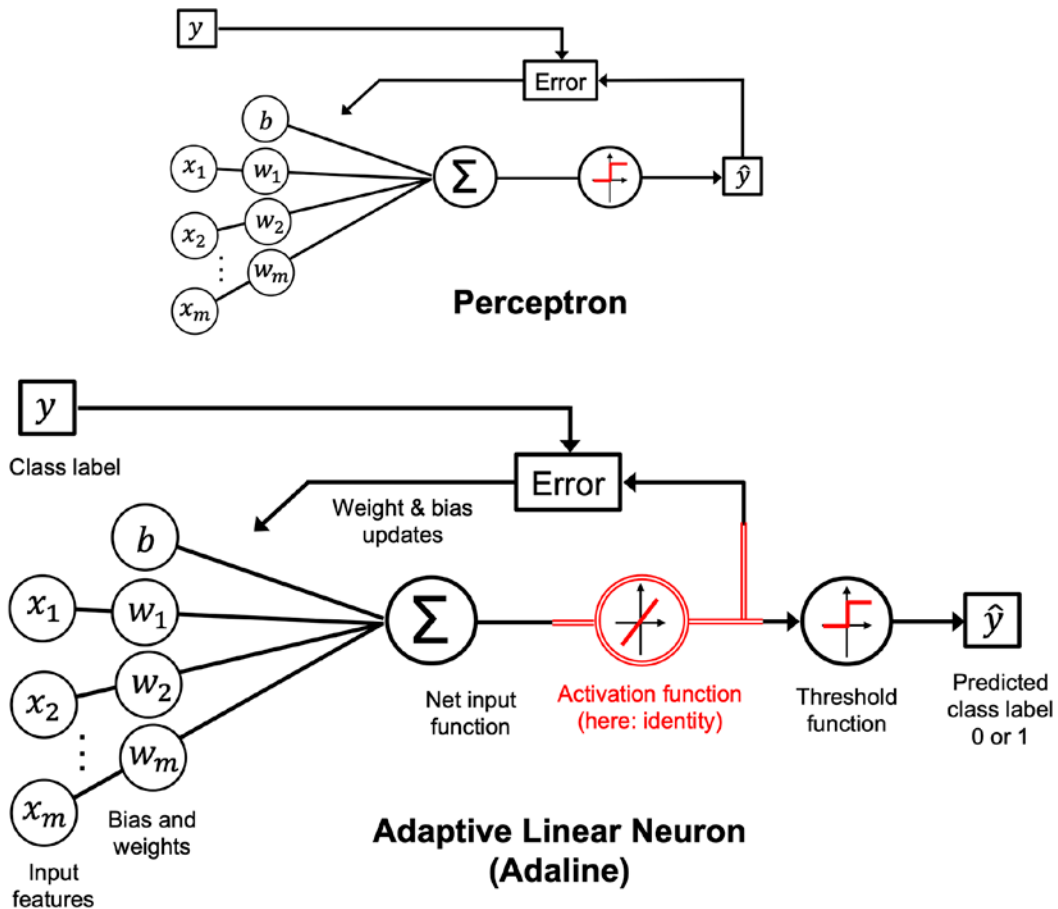 y
Error
b
x₁
w₁
Σ
ŷ
x₂
w₂
⋮
wₘ
xₘ
Perceptron
y
Class label
Error
Weight & bias
updates
b
x₁
w₁
Σ
ŷ
x₂
w₂
Net input
function
Activation function
(here: identity)
Threshold
function
Predicted
class label
0 or 1
⋮
wₘ
xₘ
Bias and
weights
Input
features
Adaptive Linear Neuron
(Adaline)